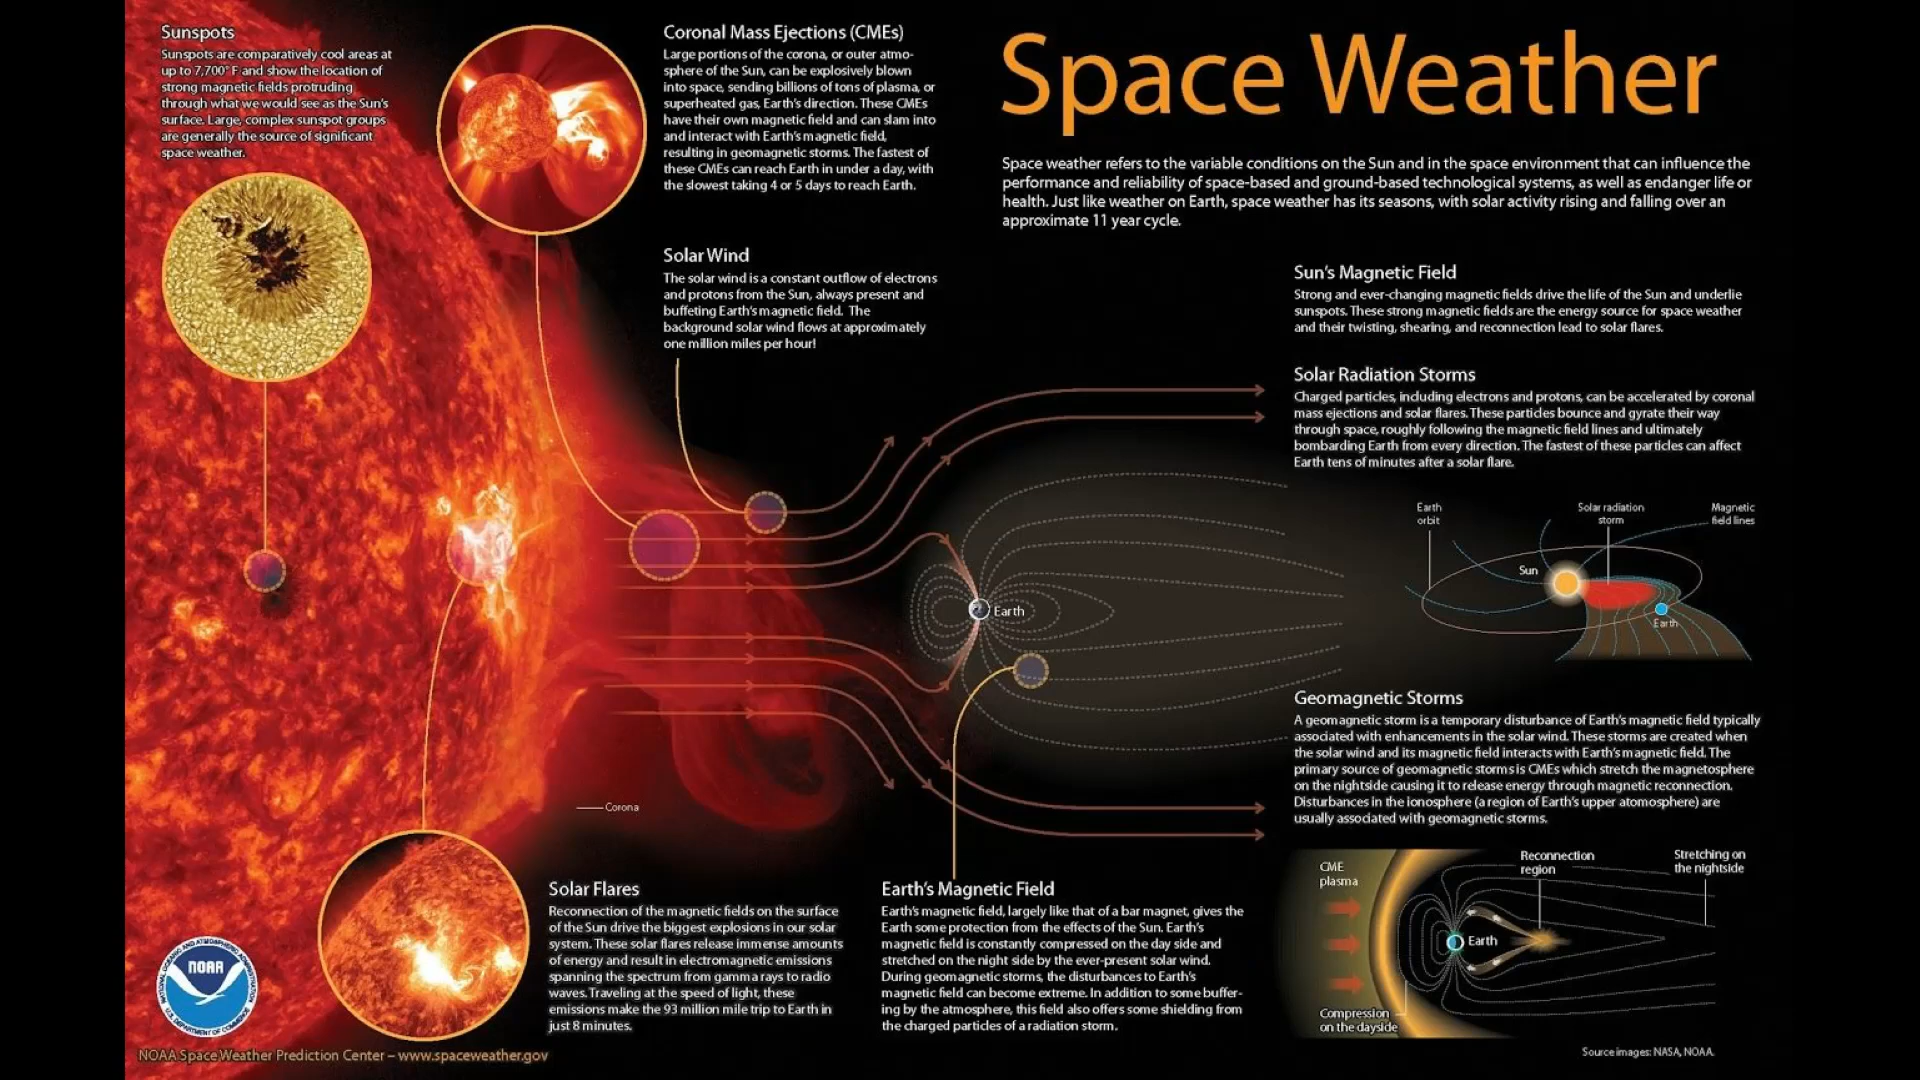 Sunspots
Sunspots are comparatively cool areas at
up to 7,700° F and show the location of
strong magnetic fields protruding
through what we would see as the Sun's
surface. Large, complex sunspot groups
are generally the source of significant
space weather.
Coronal Mass Ejections (CMEs)
Large portions of the corona, or outer atmo-
sphere of the Sun, can be explosively blown
into space, sending billions of tons of plasma, or
superheated gas, Earth's direction. These CMEs
have their own magnetic field and can slam into
and interact with Earth's magnetic field,
resulting in geomagnetic storms. The fastest of
these CMEs can reach Earth in under a day, with
the slowest taking 4 or 5 days to reach Earth.
Solar Wind
The solar wind is a constant outflow of electrons
and protons from the Sun, always present and
buffeting Earth's magnetic field. The
background solar wind flows at approximately
one million miles per hour!
Space Weather
Space weather refers to the variable conditions on the Sun and in the space environment that can influence the
performance and reliability of space-based and ground-based technological systems, as well as endanger life or
health. Just like weather on Earth, space weather has its seasons, with solar activity rising and falling over an
approximate 11 year cycle.
Sun's Magnetic Field
Strong and ever-changing magnetic fields drive the life of the Sun and underlie
sunspots. These strong magnetic fields are the energy source for space weather
and their twisting, shearing, and reconnection lead to solar flares.
Solar Radiation Storms
Charged particles, including electrons and protons, can be accelerated by coronal
mass ejections and solar flares. These particles bounce and gyrate their way
through space, roughly following the magnetic field lines and ultimately
bombarding Earth from every direction. The fastest of these particles can affect
Earth tens of minutes after a solar flare.
Earth
orbit
Solar radiation
storm
Magnetic
field lines
Sun
Earth
Earth
Geomagnetic Storms
A geomagnetic storm is a temporary disturbance of Earth's magnetic field typically
associated with enhancements in the solar wind. These storms are created when
the solar wind and its magnetic field interacts with Earth's magnetic field. The
primary source of geomagnetic storms is CMEs which stretch the magnetosphere
on the nightside causing it to release energy through magnetic reconnection.
Disturbances in the ionosphere (a region of Earth's upper atomosphere) are
usually associated with geomagnetic storms.
CME
plasma
Reconnection
region
Stretching on
the nightside
Earth
Compression
on the dayside
Corona
Solar Flares
Reconnection of the magnetic fields on the surface
of the Sun drive the biggest explosions in our solar
system. These solar flares release immense amounts
of energy and result in electromagnetic emissions
spanning the spectrum from gamma rays to radio
waves. Traveling at the speed of light, these
emissions make the 93 million mile trip to Earth in
just 8 minutes.
Earth's Magnetic Field
Earth's magnetic field, largely like that of a bar magnet, gives the
Earth some protection from the effects of the Sun. Earth's
magnetic field is constantly compressed on the day side and
stretched on the night side by the ever-present solar wind.
During geomagnetic storms, the disturbances to Earth's
magnetic field can become extreme. In addition to some buffer-
ing by the atmosphere, this field also offers some shielding from
the charged particles of a radiation storm.
NATIONAL OCEANIC AND ATMOSPHERIC ADMINISTRATION
NOAA
U.S. DEPARTMENT OF COMMERCE
NOAA Space Weather Prediction Center – www.spaceweather.gov
Source images: NASA, NOAA.